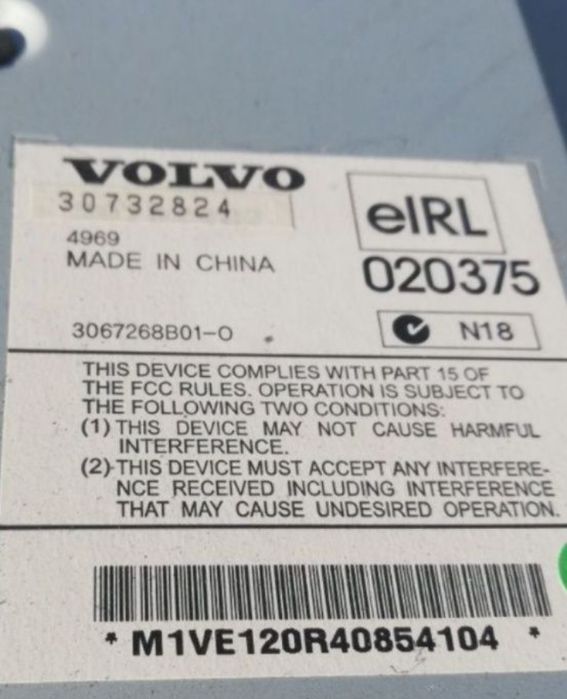 VOLVO
30732824
4969
MADE IN CHINA
3067268B01-O
eIRL
020375
N18
THIS DEVICE COMPLIES WITH PART 15 OF
THE FCC RULES. OPERATION IS SUBJECT TO
THE FOLLOWING TWO CONDITIONS:
(1) THIS DEVICE MAY NOT CAUSE HARMFUL
INTERFERENCE.
(2) THIS DEVICE MUST ACCEPT ANY INTERFERE-
NCE RECEIVED INCLUDING INTERFERENCE
THAT MAY CAUSE UNDESIRED OPERATION.
* M1VE120R40854104 *